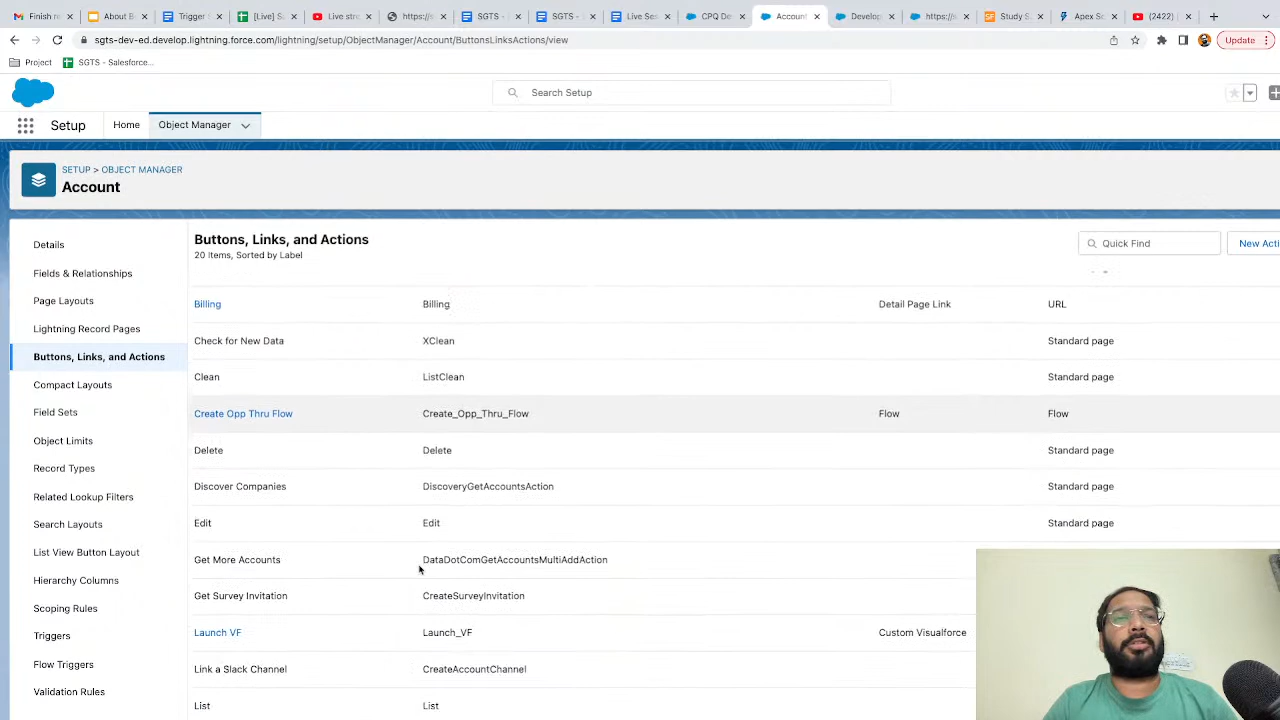 Finish m
About B
Trigger
[Live] S
Live stre
https://s
SGTS -
SGTS -
Live Ses
CPQ De
Account
Develop
https://s
Study S
Apex Sc
(2422)
sgts-dev-ed.develop.lightning.force.com/lightning/setup/ObjectManager/Account/ButtonsLinksActions/view
Update
Project
SGTS - Salesforce...
Search Setup
Setup
Home
Object Manager
SETUP > OBJECT MANAGER
Account
Details
Fields & Relationships
Page Layouts
Lightning Record Pages
Buttons, Links, and Actions
Compact Layouts
Field Sets
Object Limits
Record Types
Related Lookup Filters
Search Layouts
List View Button Layout
Hierarchy Columns
Scoping Rules
Triggers
Flow Triggers
Validation Rules
Buttons, Links, and Actions
20 Items, Sorted by Label
Quick Find
New Acti
Billing Billing Detail Page Link URL
Check for New Data XClean Standard page
Clean ListClean Standard page
Create Opp Thru Flow Create_Opp_Thru_Flow Flow Flow
Delete Delete Standard page
Discover Companies DiscoveryGetAccountsAction Standard page
Edit Edit Standard page
Get More Accounts DataDotComGetAccountsMultiAddAction
Get Survey Invitation CreateSurveyInvitation
Launch VF Launch_VF Custom Visualforce
Link a Slack Channel CreateAccountChannel
List List